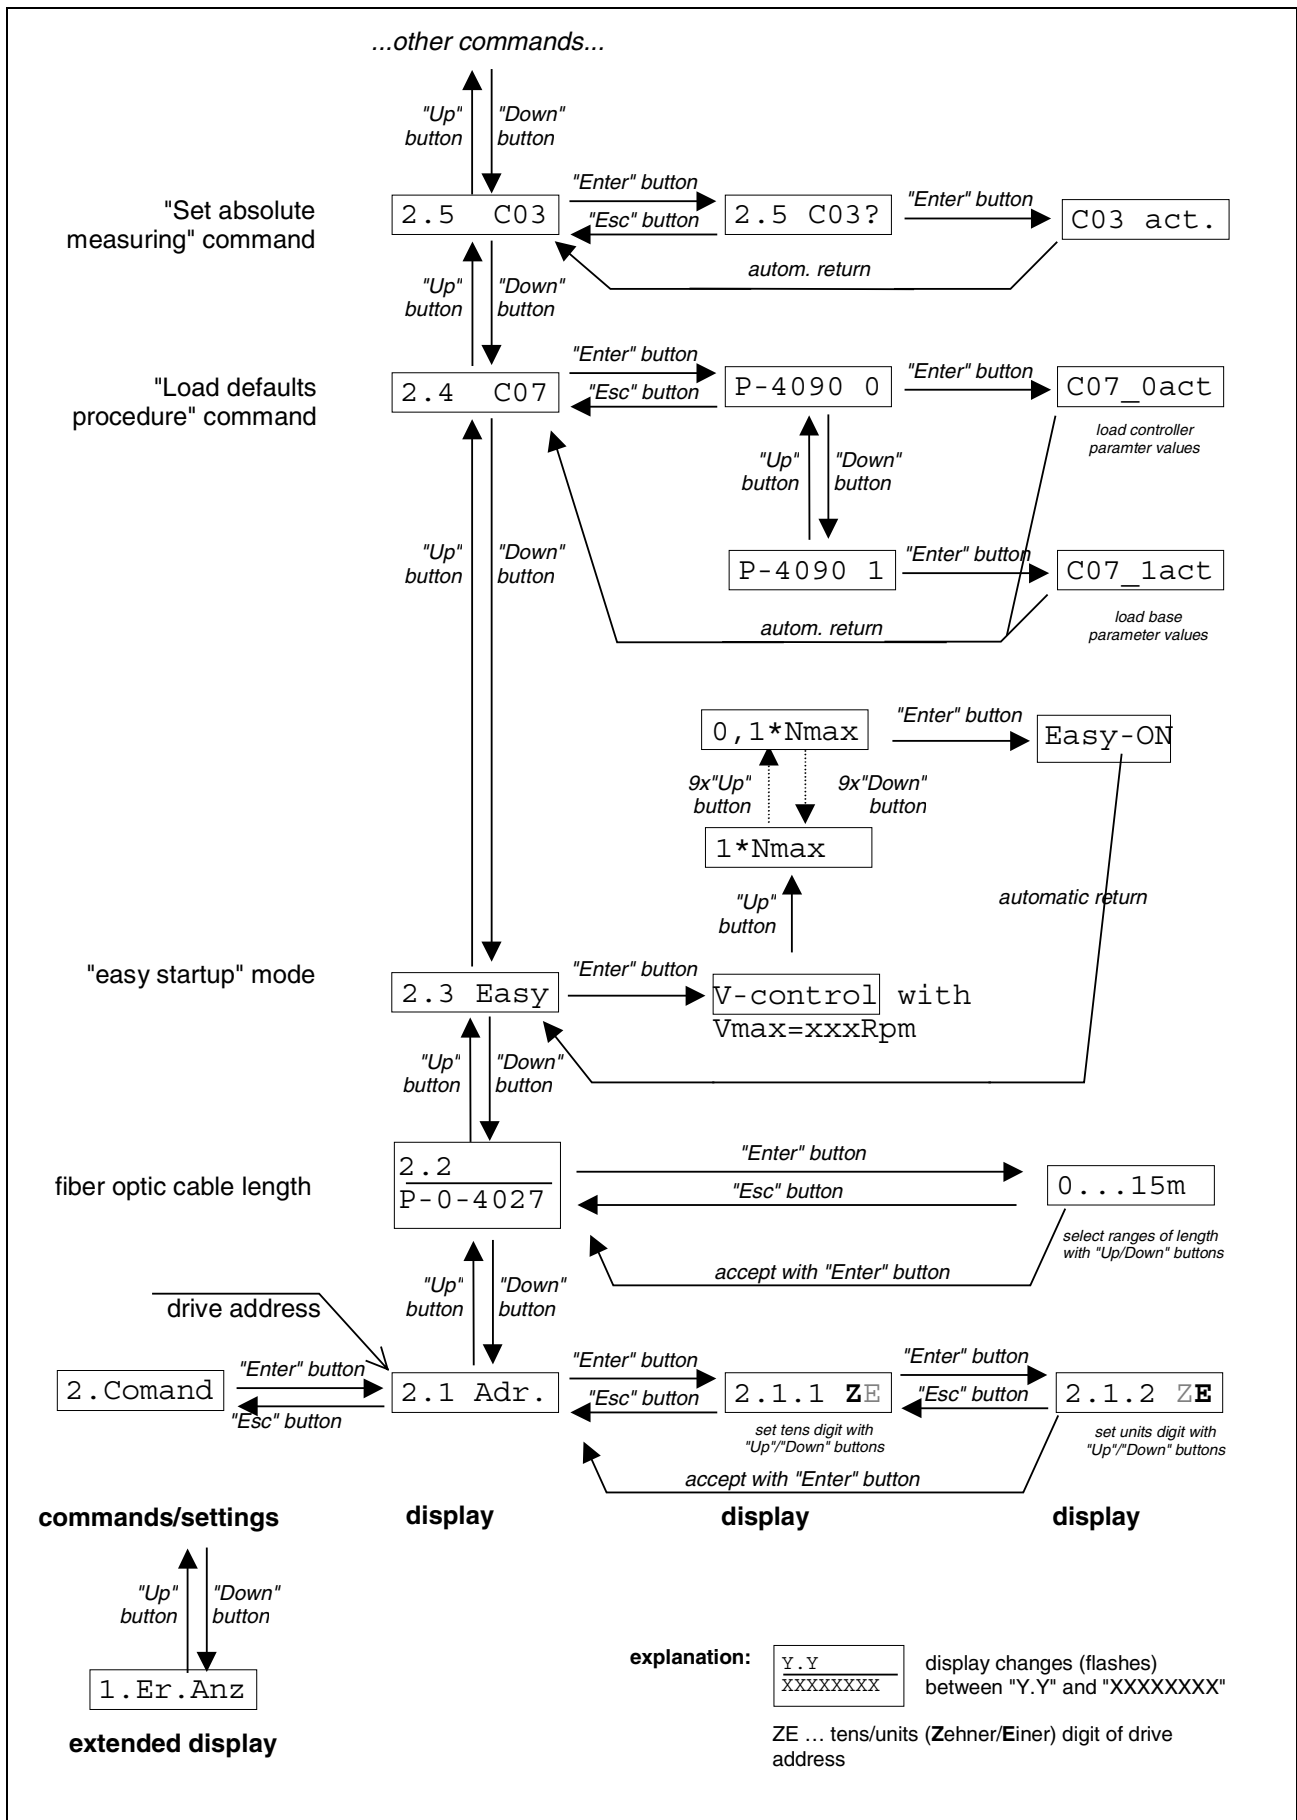 ...other commands...
"Up"
button
"Down"
button
"Set absolute
measuring" command
2.5  C03
"Enter" button
"Esc" button
2.5 C03?
"Enter" button
C03 act.
autom. return
"Up"
button
"Down"
button
"Load defaults
procedure" command
2.4  C07
"Enter" button
"Esc" button
P-4090 0
"Enter" button
C07_0act
load controller
paramter values
"Up"
button
"Down"
button
"Up"
button
"Down"
button
P-4090 1
"Enter" button
C07_1act
load base
parameter values
autom. return
0,1*Nmax
"Enter" button
Easy-ON
9x"Up"
button
9x"Down"
button
1*Nmax
"Up"
button
automatic return
"easy startup" mode
2.3 Easy
"Enter" button
V-control with
Vmax=xxxRpm
"Up"
button
"Down"
button
fiber optic cable length
2.2
P-0-4027
"Enter" button
"Esc" button
0...15m
select ranges of length
with "Up/Down" buttons
accept with "Enter" button
"Up"
button
"Down"
button
drive address
2.Comand
"Enter" button
"Esc" button
2.1 Adr.
"Enter" button
"Esc" button
2.1.1 ZE
set tens digit with
"Up"/"Down" buttons
"Enter" button
"Esc" button
2.1.2 ZE
set units digit with
"Up"/"Down" buttons
accept with "Enter" button
commands/settings
display
display
display
"Up"
button
"Down"
button
1.Er.Anz
extended display
explanation:
Y.Y
XXXXXXXX
display changes (flashes)
between "Y.Y" and "XXXXXXXX"
ZE ... tens/units (Zehner/Einer) digit of drive
address